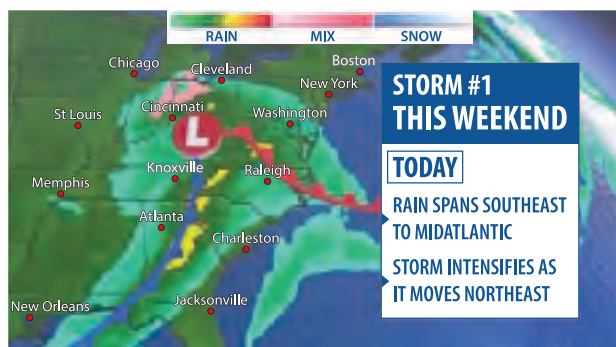 RAIN MIX SNOW
Chicago
Cleveland
Boston
New York
St Louis
Cincinnati
Washington
L
Knoxville
Raleigh
Memphis
Atlanta
Charleston
New Orleans
Jacksonville
STORM #1
THIS WEEKEND
TODAY
RAIN SPANS SOUTHEAST
TO MIDATLANTIC
STORM INTENSIFIES AS
IT MOVES NORTHEAST